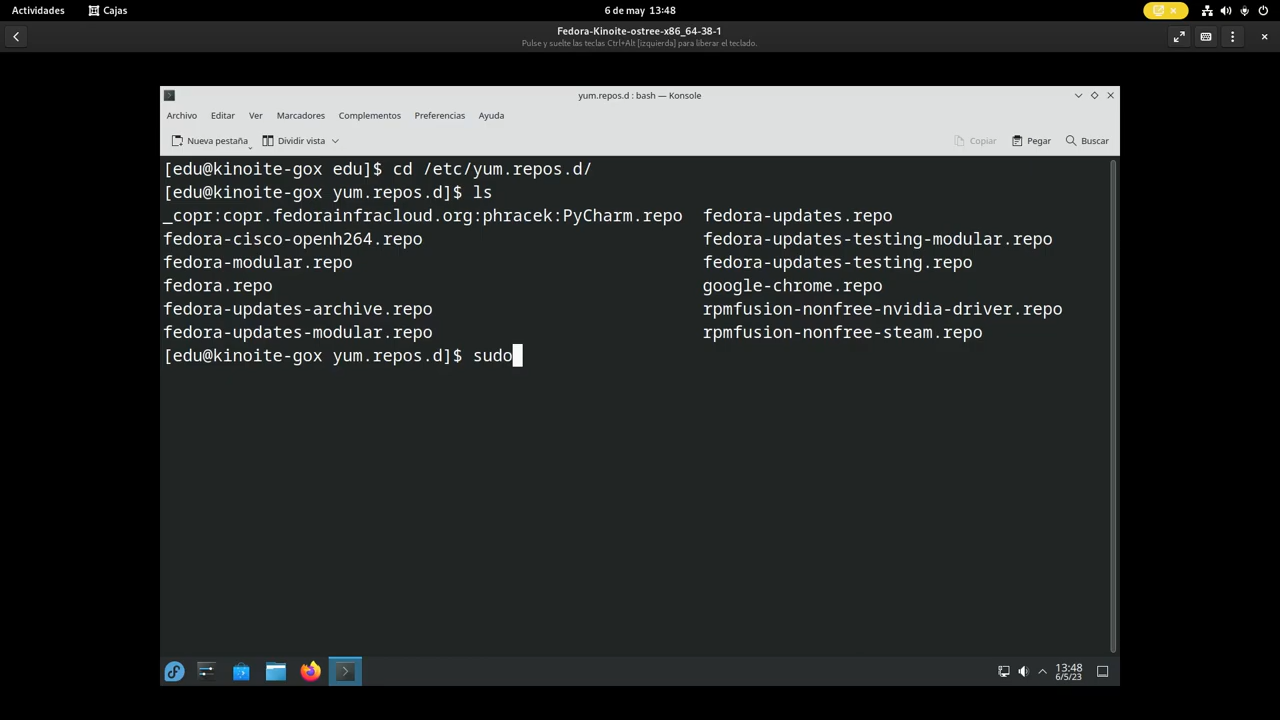 Actividades Cajas 6 de may 13:48
Fedora-Kinoite-ostree-x86_64-38-1
Pulse y suelte las teclas Ctrl+Alt [izquierda] para liberar el teclado.
yum.repos.d : bash — Konsole
Archivo Editar Ver Marcadores Complementos Preferencias Ayuda
Nueva pestaña Dividir vista Copiar Pegar Buscar
[edu@kinoite-gox edu]$ cd /etc/yum.repos.d/
[edu@kinoite-gox yum.repos.d]$ ls
_copr:copr.fedorainfracloud.org:phracek:PyCharm.repo fedora-updates.repo
fedora-cisco-openh264.repo fedora-updates-testing-modular.repo
fedora-modular.repo fedora-updates-testing.repo
fedora.repo google-chrome.repo
fedora-updates-archive.repo rpmfusion-nonfree-nvidia-driver.repo
fedora-updates-modular.repo rpmfusion-nonfree-steam.repo
[edu@kinoite-gox yum.repos.d]$ sudo
13:48
6/5/23